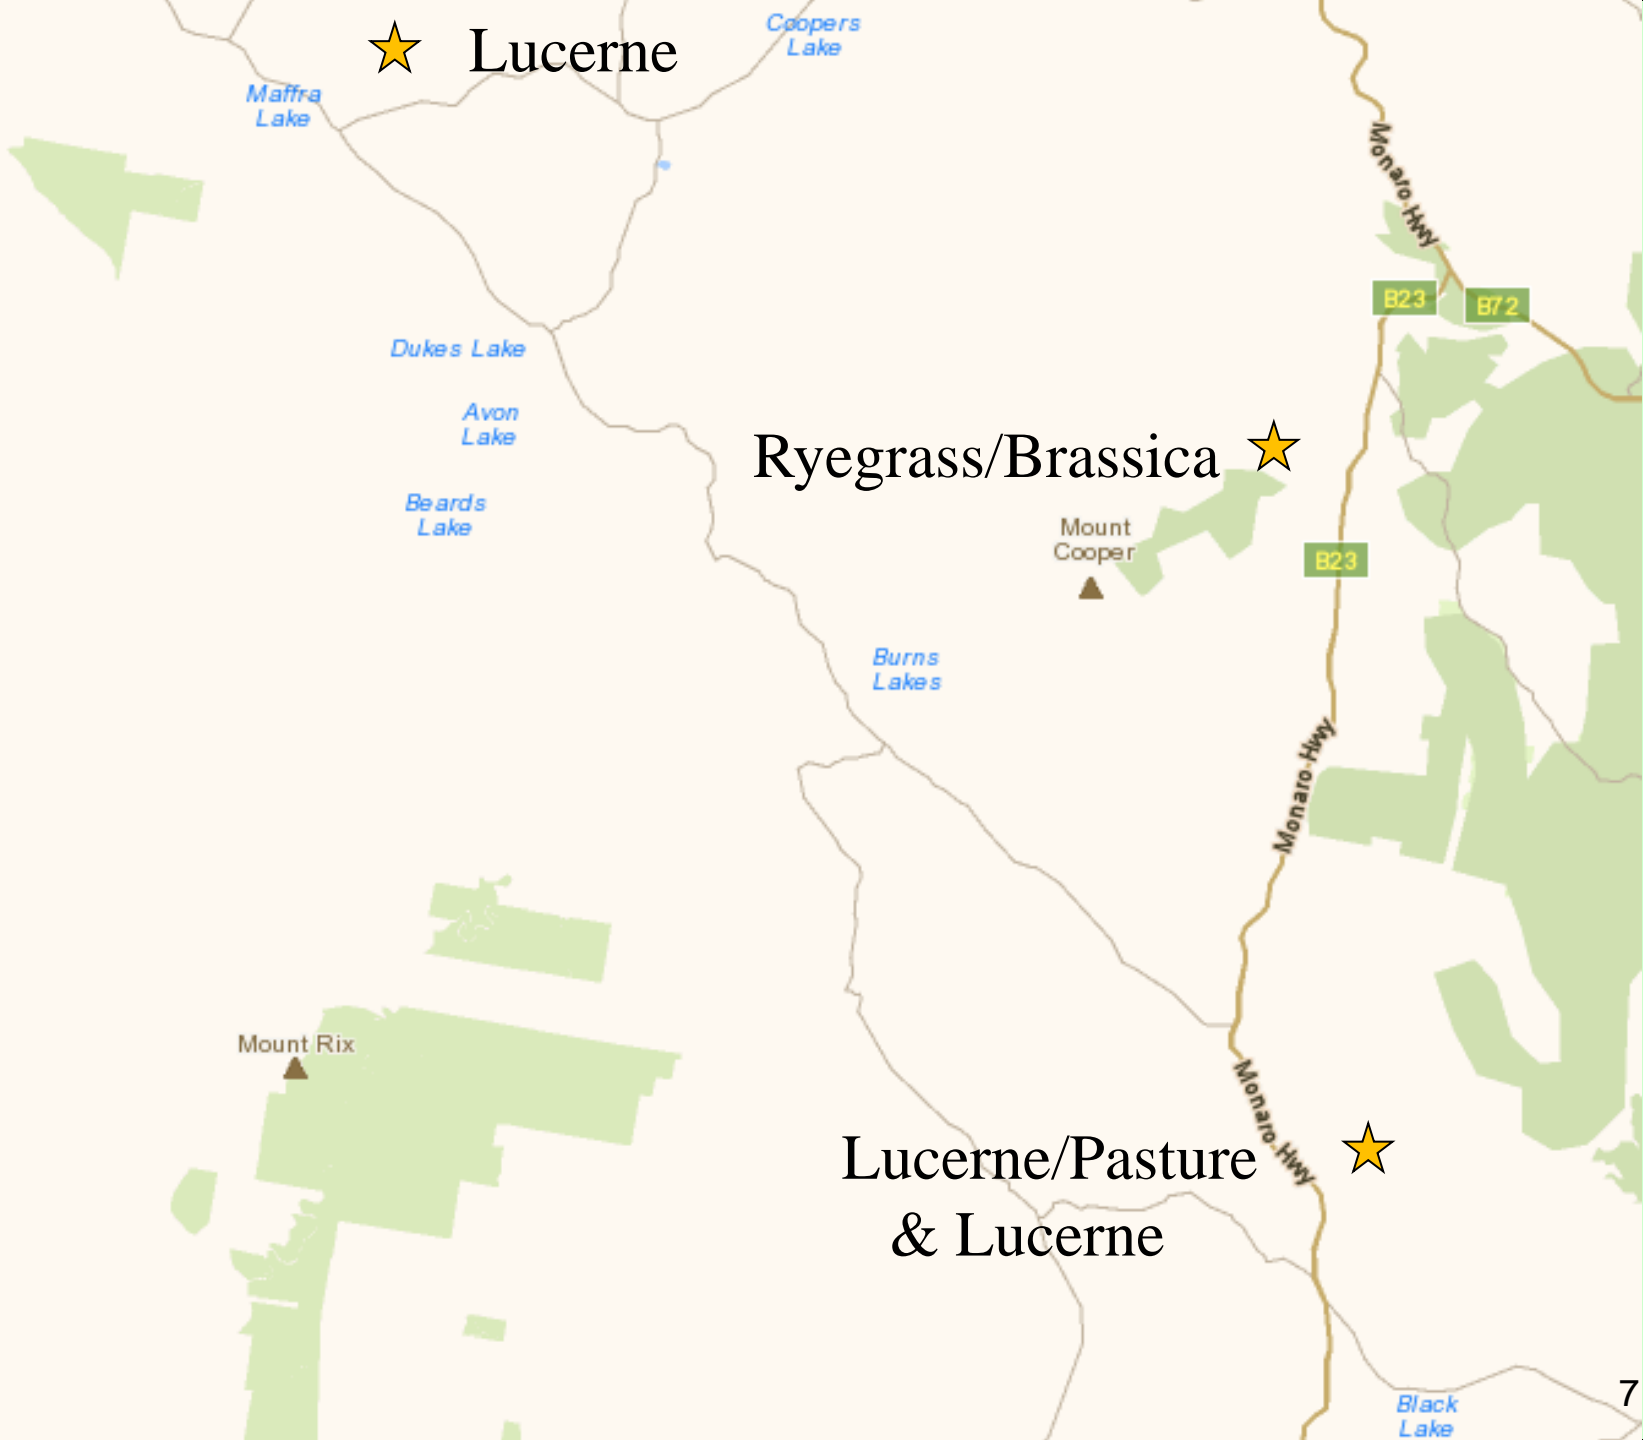 Coopers
Lake
Lucerne
Maffra
Lake
Monaro Hwy
B23
B72
Dukes Lake
Avon
Lake
Ryegrass/Brassica
Beards
Lake
Mount
Cooper
B23
Burns
Lakes
Monaro Hwy
Mount Rix
Monaro Hwy
Lucerne/Pasture
& Lucerne
7
Black
Lake